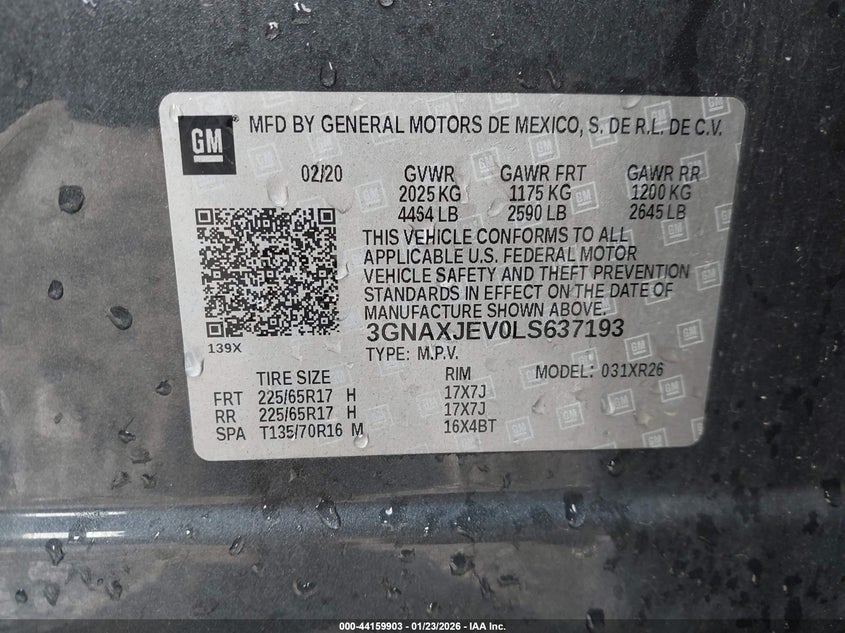 GM
MFD BY GENERAL MOTORS DE MEXICO, S. DE R.L. DE C.V.
02/20 GVWR GAWR FRT GAWR RR
2025 KG 1175 KG 1200 KG
4464 LB 2590 LB 2645 LB
THIS VEHICLE CONFORMS TO ALL
APPLICABLE U.S. FEDERAL MOTOR
VEHICLE SAFETY AND THEFT PREVENTION
STANDARDS IN EFFECT ON THE DATE OF
MANUFACTURE SHOWN ABOVE.
3GNAXJEV0LS637193
139X
TYPE: M.P.V.
TIRE SIZE RIM MODEL: 031XR26
FRT 225/65R17 H 17X7J
RR 225/65R17 H 17X7J
SPA T135/70R16 M 16X4BT
000-44159903 - 01/23/2026 - IAA Inc.